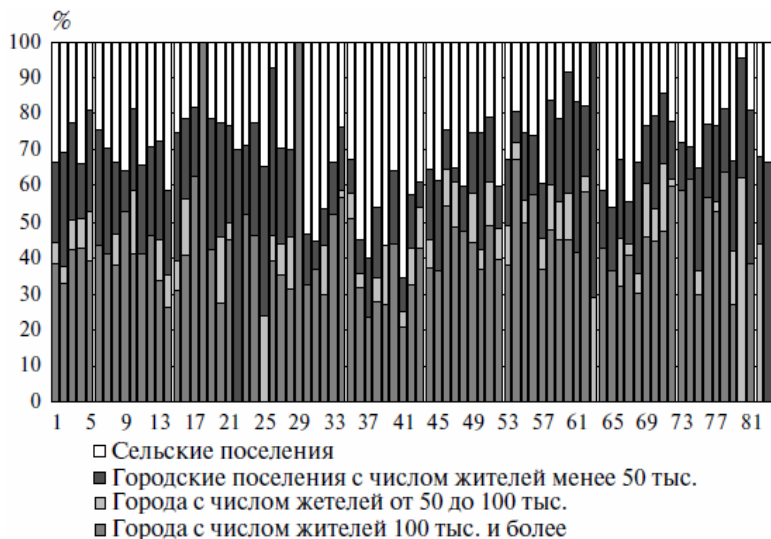 %
100
90
80
70
60
50
40
30
20
10
0
1 5 9 13 17 21 25 29 33 37 41 45 49 53 57 61 65 69 73 77 81
Сельские поселения
Городские поселения с числом жителей менее 50 тыс.
Города с числом жетелей от 50 до 100 тыс.
Города с числом жителей 100 тыс. и более